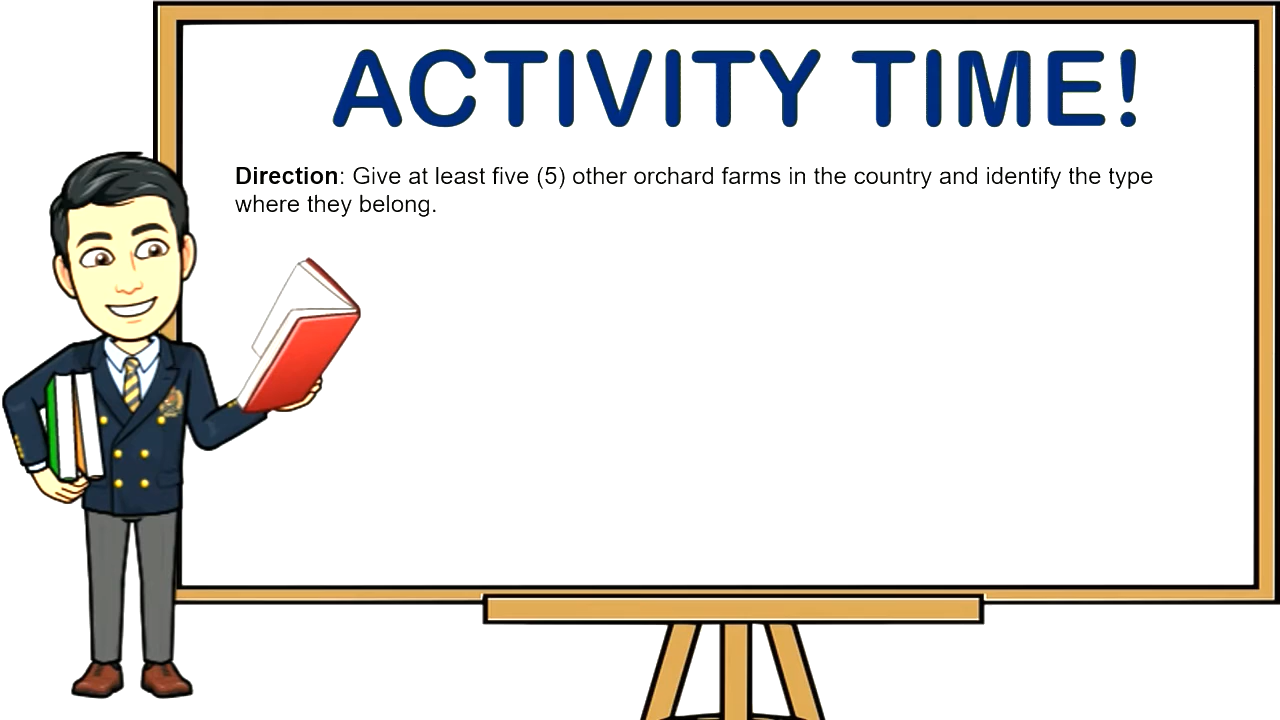 ACTIVITY TIME!
Direction: Give at least five (5) other orchard farms in the country and identify the type
where they belong.